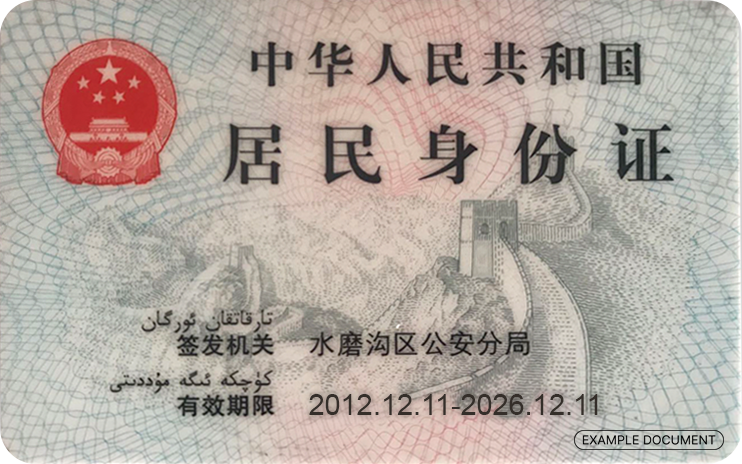 中华人民共和国
居民身份证
تارقاتقان ئورگان
签发机关 水磨沟区公安分局
كۈچكە ئىگە مۇددىتى
有效期限 2012.12.11-2026.12.11
EXAMPLE DOCUMENT